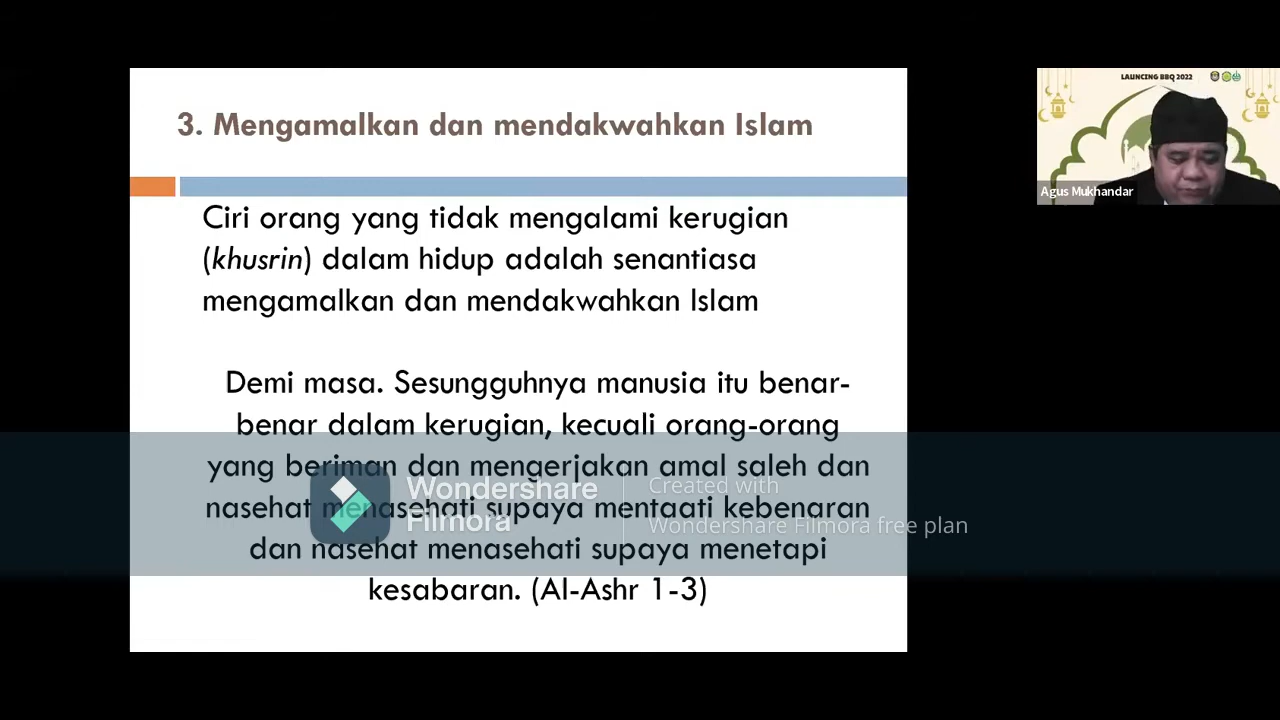 3. Mengamalkan dan mendakwahkan Islam
Ciri orang yang tidak mengalami kerugian
(khusrin) dalam hidup adalah senantiasa
mengamalkan dan mendakwahkan Islam
Demi masa. Sesungguhnya manusia itu benar-
benar dalam kerugian, kecuali orang-orang
yang beriman dan mengerjakan amal saleh dan
nasehat menasehati supaya mentaati kebenaran
dan nasehat menasehati supaya menetapi
kesabaran. (Al-Ashr 1-3)
Wondershare
Filmora
Created with
Wondershare Filmora free plan
LAUNCING BBQ 2022
Agus Mukhandar